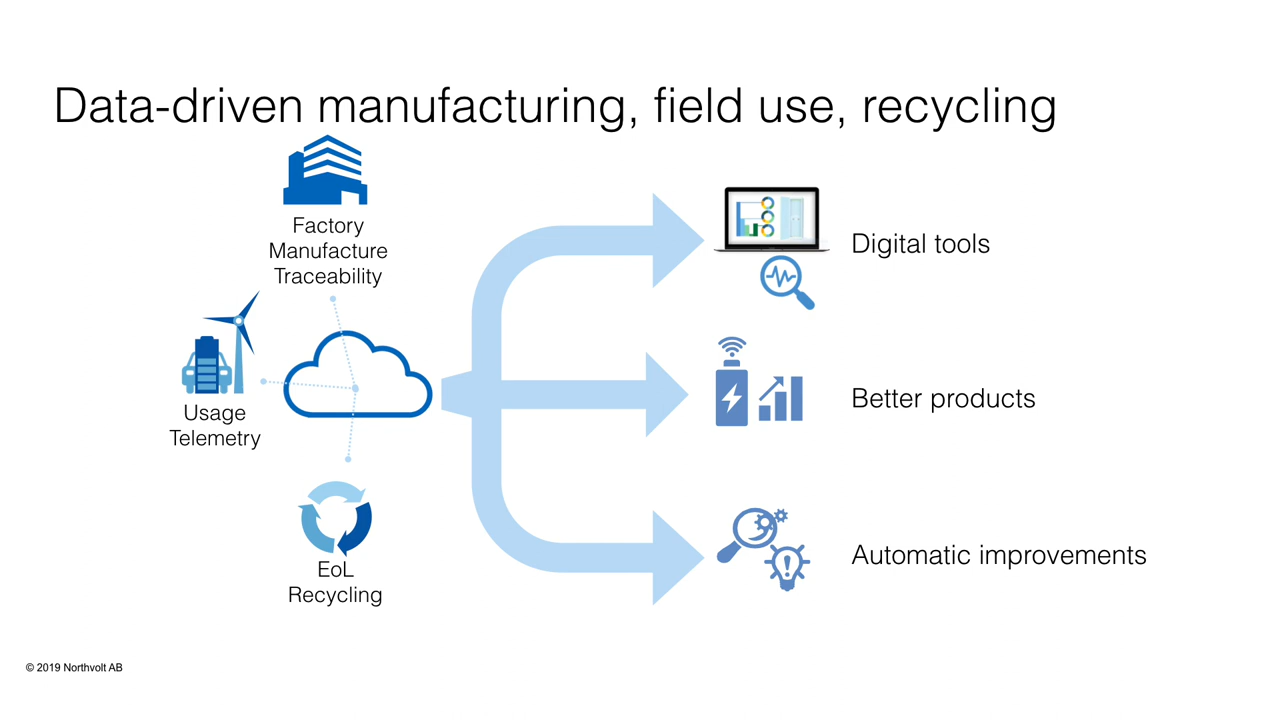 Data-driven manufacturing, field use, recycling
Factory
Manufacture
Traceability
Usage
Telemetry
EoL
Recycling
Digital tools
Better products
Automatic improvements
© 2019 Northvolt AB